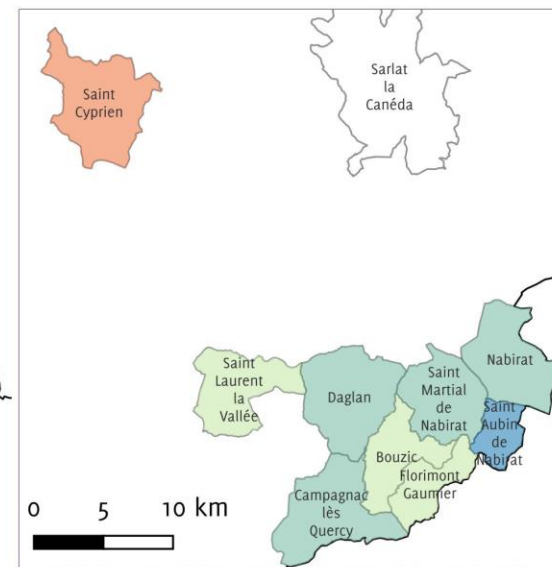 Saint
Cyprien
Sarlat
la
Canéda
Nabirat
Saint
Laurent
la
Vallée
Daglan
Saint
Martial
de
Nabirat
Saint
Aubin
de
Nabirat
Bouzic
Florimont
Gaumier
Campagnac
lès
Quercy
0 5 10 km